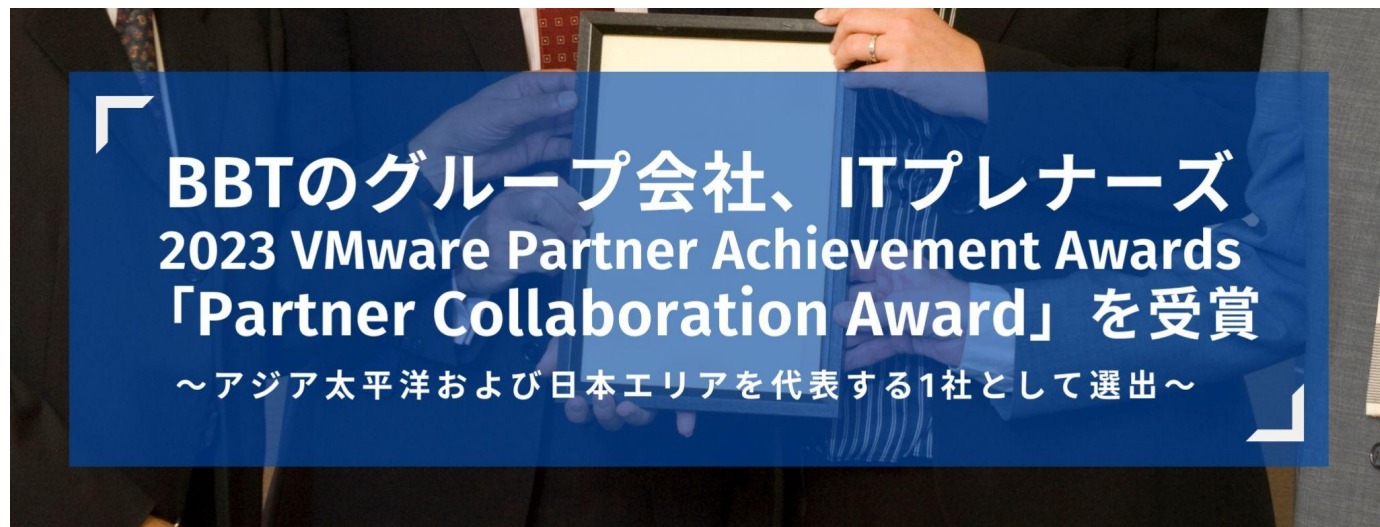 BBTのグループ会社、ITプレナーズ
2023 VMware Partner Achievement Awards
「Partner Collaboration Award」を受賞
～アジア太平洋および日本エリアを代表する1社として選出～